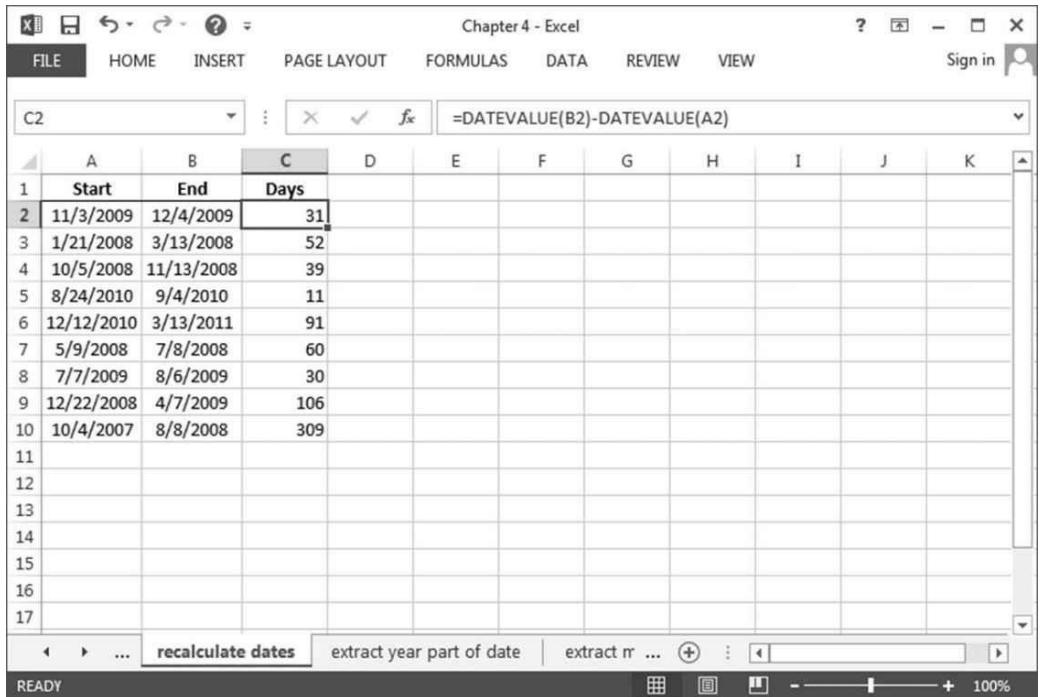 Chapter 4 - Excel
FILE HOME INSERT PAGE LAYOUT FORMULAS DATA REVIEW VIEW Sign in
C2 fx =DATEVALUE(B2)-DATEVALUE(A2)
A B C D E F G H I J K
1 Start End Days
2 11/3/2009 12/4/2009 31
3 1/21/2008 3/13/2008 52
4 10/5/2008 11/13/2008 39
5 8/24/2010 9/4/2010 11
6 12/12/2010 3/13/2011 91
7 5/9/2008 7/8/2008 60
8 7/7/2009 8/6/2009 30
9 12/22/2008 4/7/2009 106
10 10/4/2007 8/8/2008 309
11
12
13
14
15
16
17
... recalculate dates extract year part of date extract m ...
READY 100%